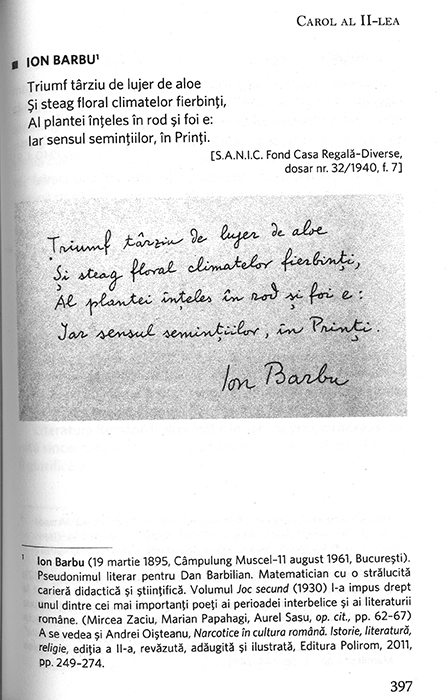 CAROL AL II-LEA
ION BARBU¹
Triumf târziu de lujer de aloe
Și steag floral climatelor fierbinți,
Al plantei înțeles în rod și foi e:
Iar sensul semințiilor, în Prinți.
[S.A.N.I.C. Fond Casa Regală-Diverse,
dosar nr. 32/1940, f. 7]
Triumf târziu de lujer de aloe
Și steag floral climatelor fierbinți,
Al plantei înțeles în rod și foi e:
Iar sensul semințiilor, în Prinți.
Ion Barbu
¹ Ion Barbu (19 martie 1895, Câmpulung Muscel-11 august 1961, București).
Pseudonimul literar pentru Dan Barbilian. Matematician cu o strălucită
carieră didactică și științifică. Volumul Joc secund (1930) l-a impus drept
unul dintre cei mai importanți poeți ai perioadei interbelice și ai literaturii
române. (Mircea Zaciu, Marian Papahagi, Aurel Sasu, op. cit., pp. 62-67)
A se vedea și Andrei Oișteanu, Narcotice în cultura română. Istorie, literatură,
religie, ediția a II-a, revăzută, adăugită și ilustrată, Editura Polirom, 2011,
pp. 249-274.
397